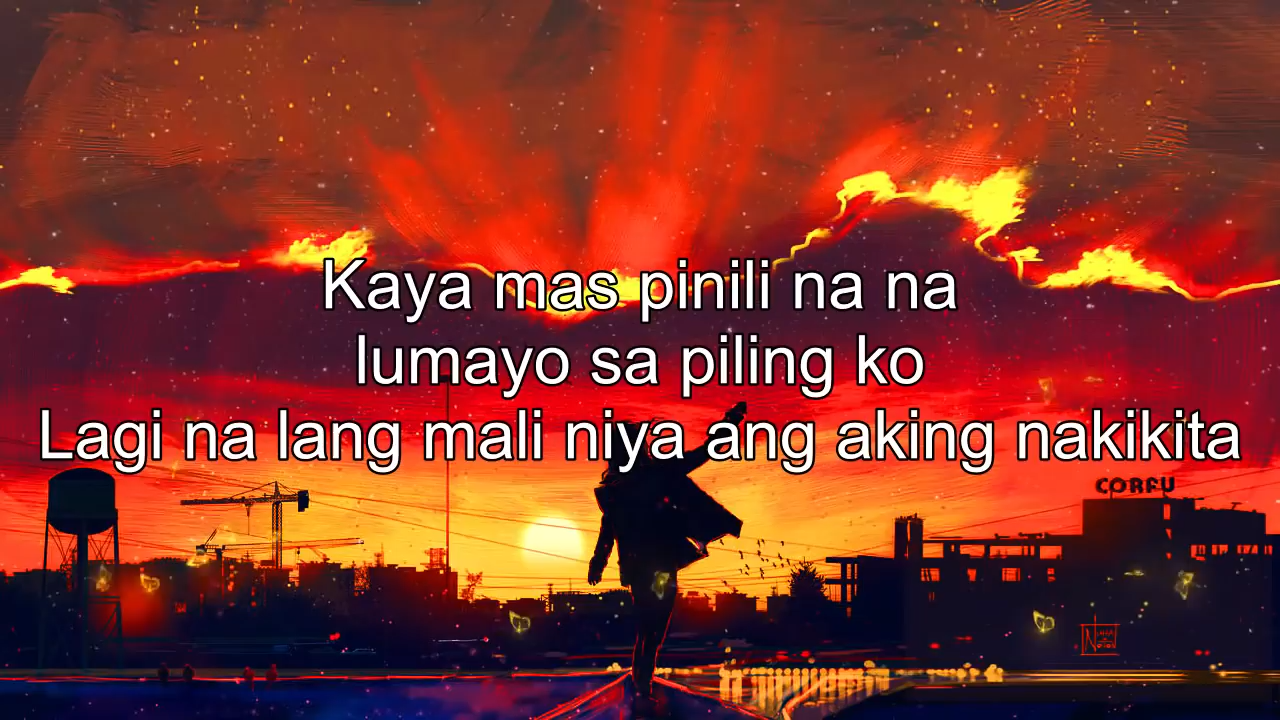 Kaya mas pinili na na
lumayo sa piling ko
Lagi na lang mali niya ang aking nakikita
CORFU